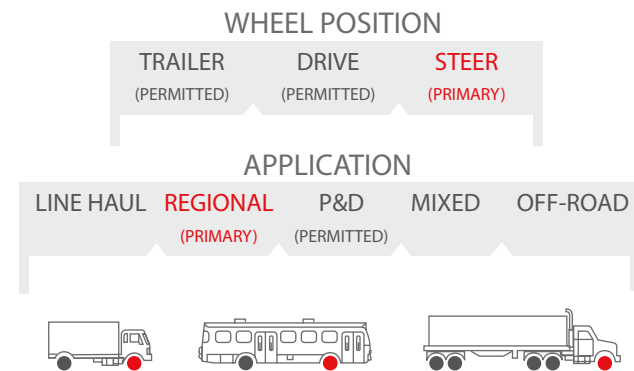 WHEEL POSITION
TRAILER DRIVE STEER
(PERMITTED) (PERMITTED) (PRIMARY)
APPLICATION
LINE HAUL REGIONAL P&D MIXED OFF-ROAD
(PRIMARY) (PERMITTED)